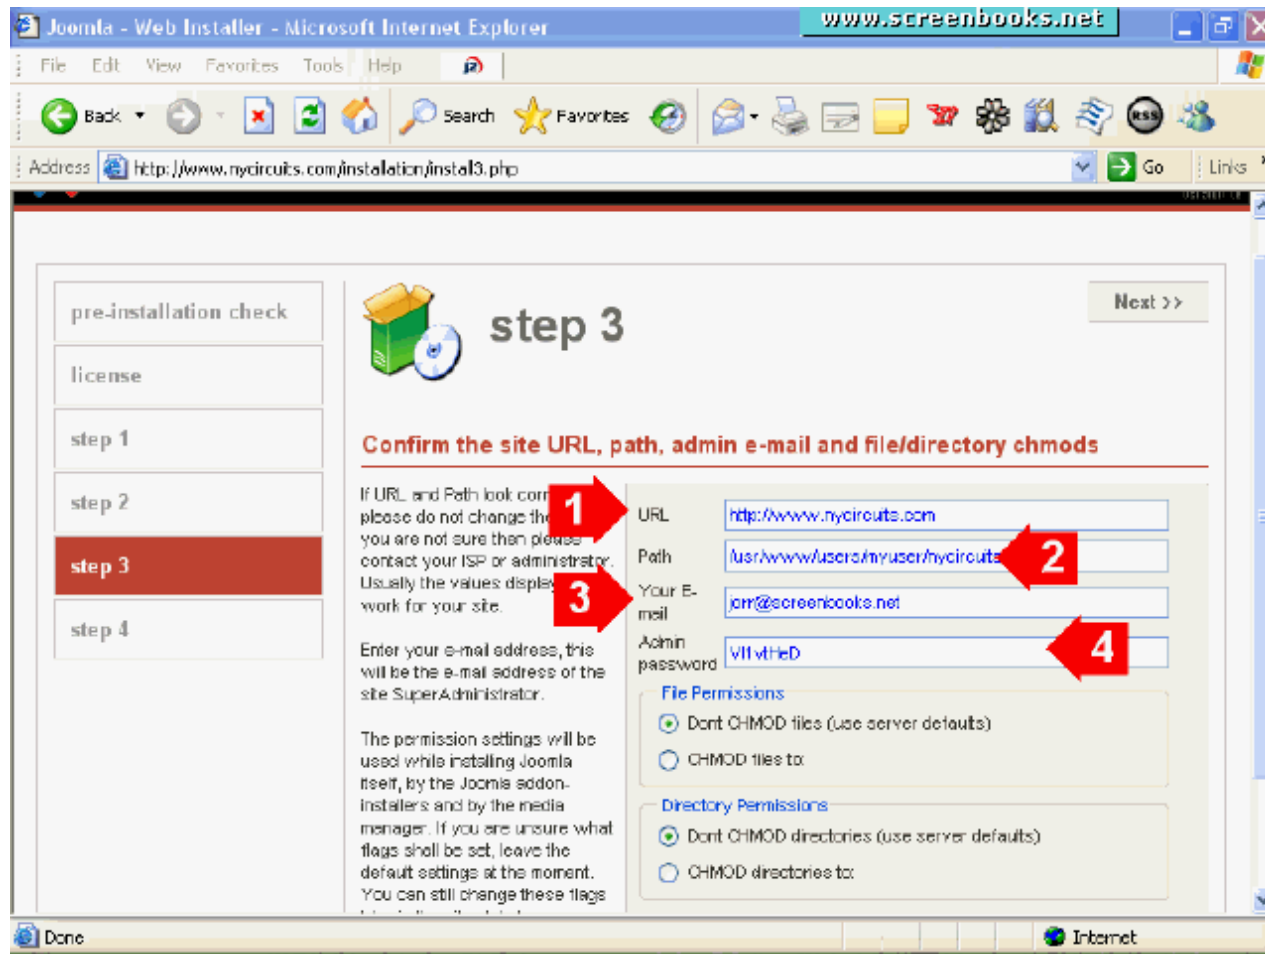 Joomla - Web Installer - Microsoft Internet Explorer
www.screenbooks.net
File Edit View Favorites Tools Help
Back Search Favorites RSS
Address http://www.nycircuits.com/installation/install3.php Go Links
pre-installation check
license
step 1
step 2
step 3
step 4
step 3
Next >>
Confirm the site URL, path, admin e-mail and file/directory chmods
If URL and Path look
please do not change
you are not sure then please
contact your ISP or administrator.
Usually the values
work for your site.
Enter your e-mail address, this
will be the e-mail address of the
site SuperAdministrator.
The permission settings will be
used while installing Joomla
itself, by the Joomla addon-
installers and by the media
manager. If you are unsure what
flags shall be set, leave the
default settings at the moment.
You can still change these flags
1
URL http://www.nycircuits.com
Path /usr/www/users/myuser/nycircuits
2
3
Your E-
mail
@screenbooks.net
Admin
password
4
File Permissions
Dont CHMOD files (use server defaults)
CHMOD files to:
Directory Permissions
Dont CHMOD directories (use server defaults)
CHMOD directories to:
Done
Internet